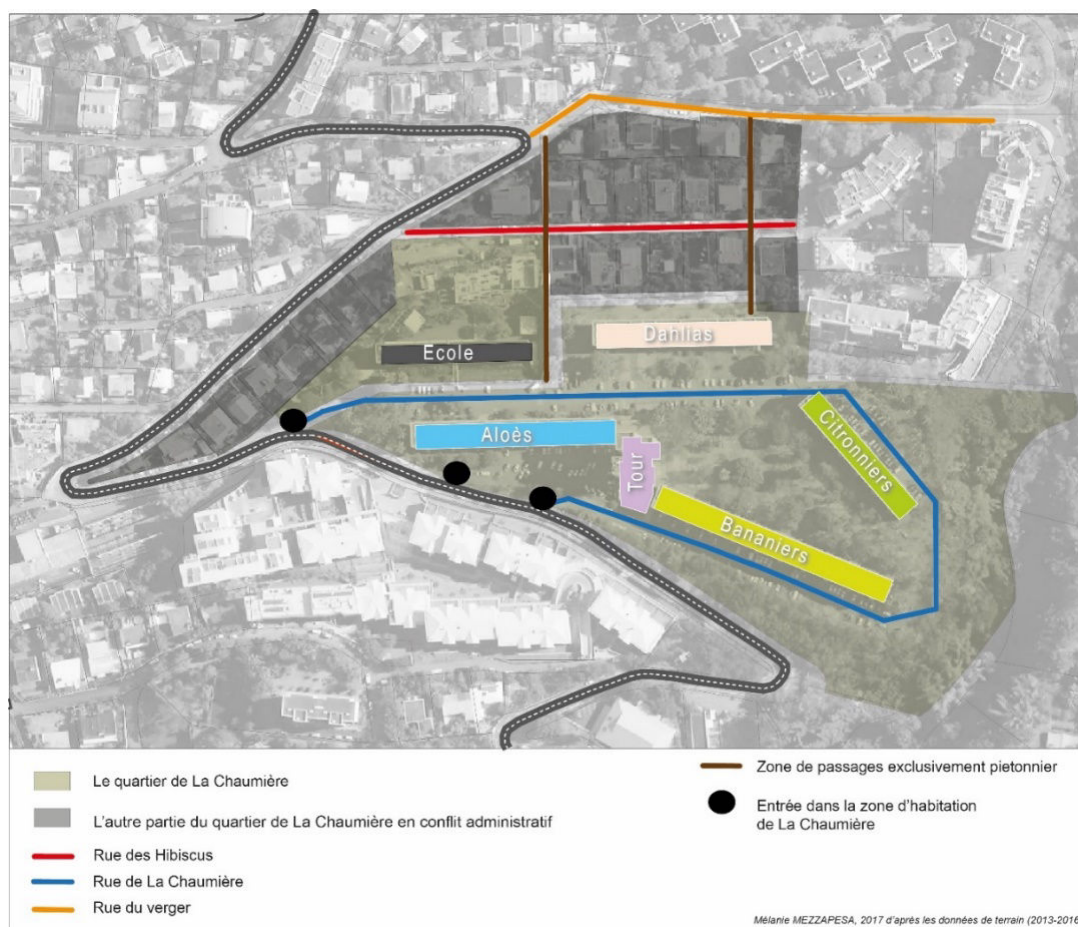 Dahlias
Ecole
Citronniers
Aloès
Tour
Bananiers
Le quartier de La Chaumière
L'autre partie du quartier de La Chaumière en conflit administratif
Rue des Hibiscus
Rue de La Chaumière
Rue du verger
Zone de passages exclusivement pietonnier
Entrée dans la zone d'habitation
de La Chaumière
Mélanie MEZZAPESA, 2017 d'après les données de terrain (2013-2016